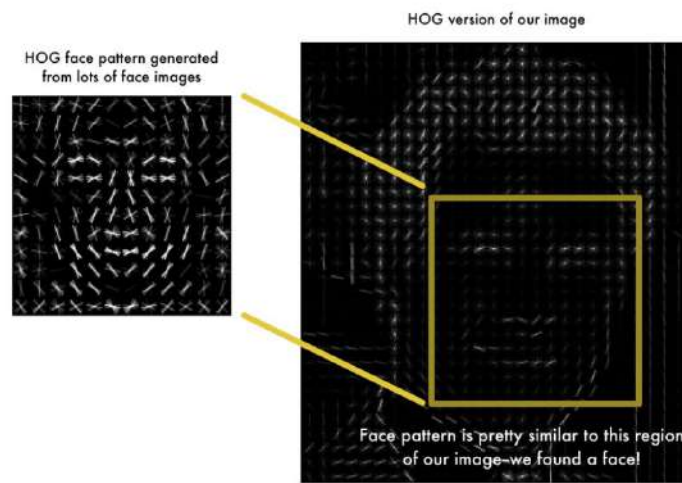 HOG version of our image
HOG face pattern generated
from lots of face images
Face pattern is pretty similar to this region
of our image–we found a face!